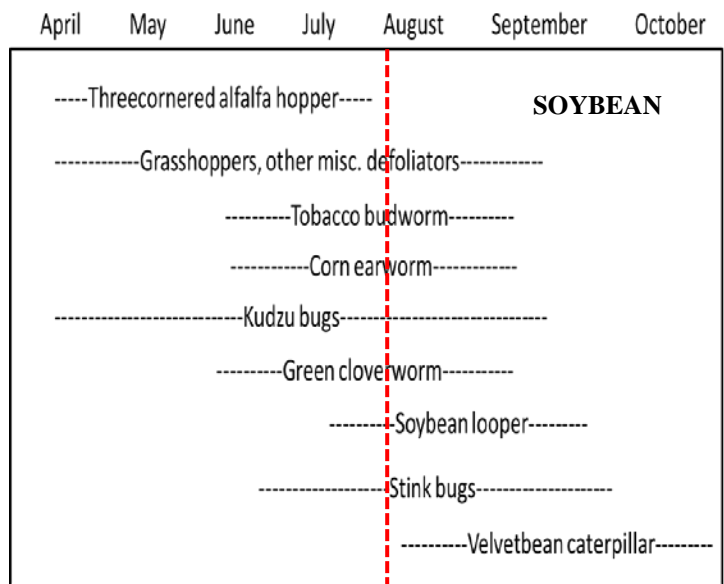 April May June July August September October
-----Threecornered alfalfa hopper-----
SOYBEAN
------------Grasshoppers, other misc. defoliators------------
---------Tobacco budworm---------
-----------Corn earworm------------
---------------------------Kudzu bugs------------------------------
----------Green cloverworm----------
----------Soybean looper---------
------------------Stink bugs-------------------
----------Velvetbean caterpillar---------